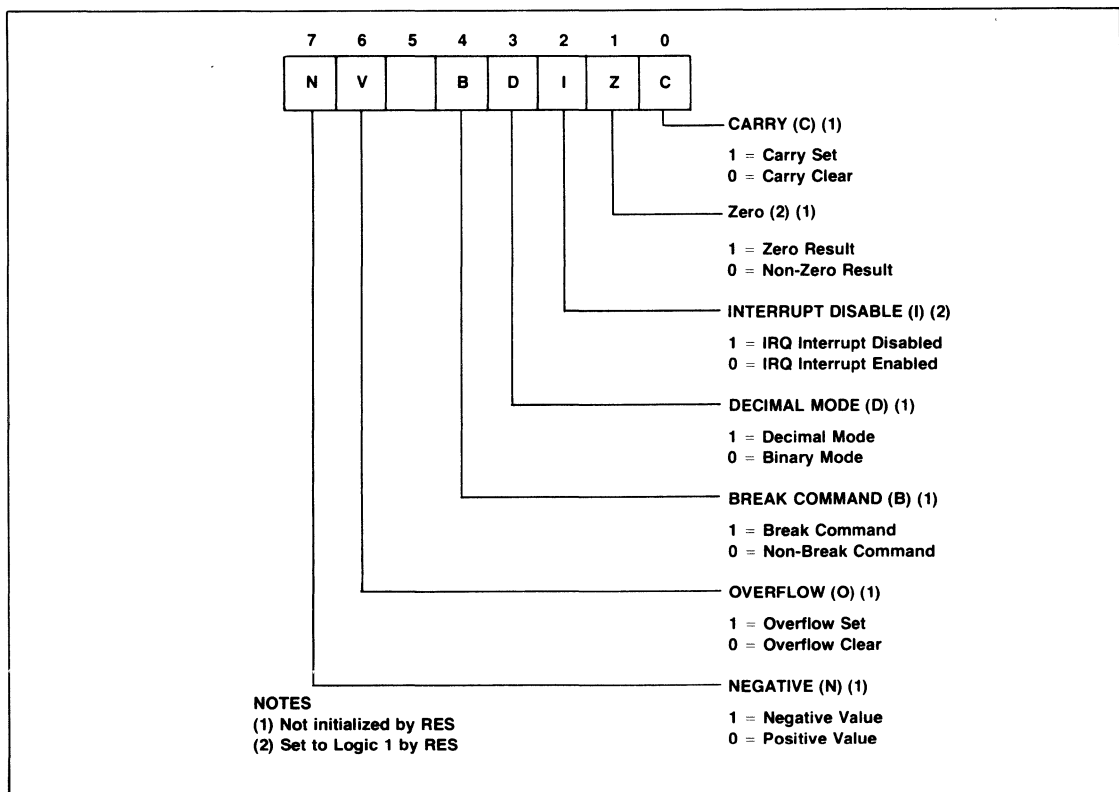 7 6 5 4 3 2 1 0
N V B D I Z C
CARRY (C) (1)
1 = Carry Set
0 = Carry Clear
Zero (2) (1)
1 = Zero Result
0 = Non-Zero Result
INTERRUPT DISABLE (I) (2)
1 = IRQ Interrupt Disabled
0 = IRQ Interrupt Enabled
DECIMAL MODE (D) (1)
1 = Decimal Mode
0 = Binary Mode
BREAK COMMAND (B) (1)
1 = Break Command
0 = Non-Break Command
OVERFLOW (O) (1)
1 = Overflow Set
0 = Overflow Clear
NEGATIVE (N) (1)
1 = Negative Value
0 = Positive Value
NOTES
(1) Not initialized by RES
(2) Set to Logic 1 by RES